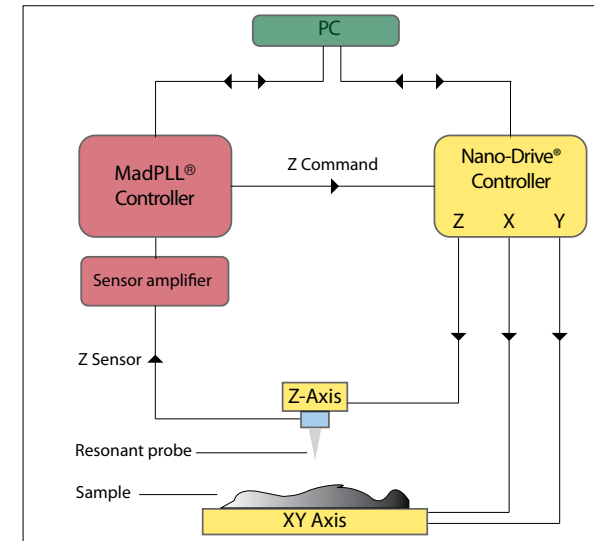 PC
MadPLL®
Controller
Z Command
Nano-Drive®
Controller
Z X Y
Sensor amplifier
Z Sensor
Z-Axis
Resonant probe
Sample
XY Axis